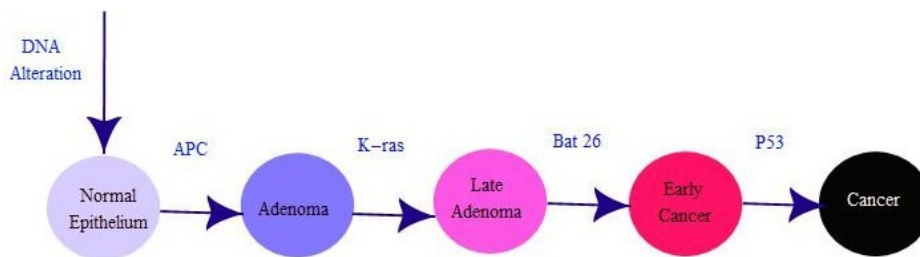 DNA
Alteration
APC
K-ras
Bat 26
P53
Normal
Epithelium
Adenoma
Late
Adenoma
Early
Cancer
Cancer